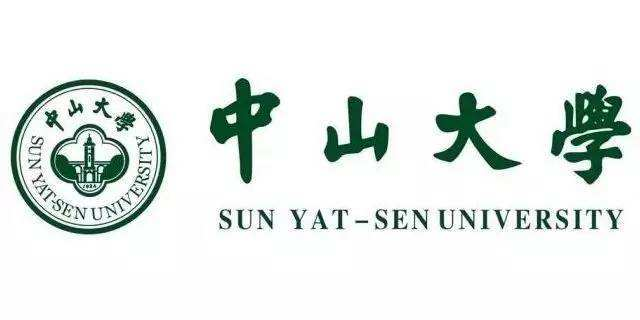 中山大學
SUN YAT-SEN UNIVERSITY
1924
中山大學
SUN YAT-SEN UNIVERSITY